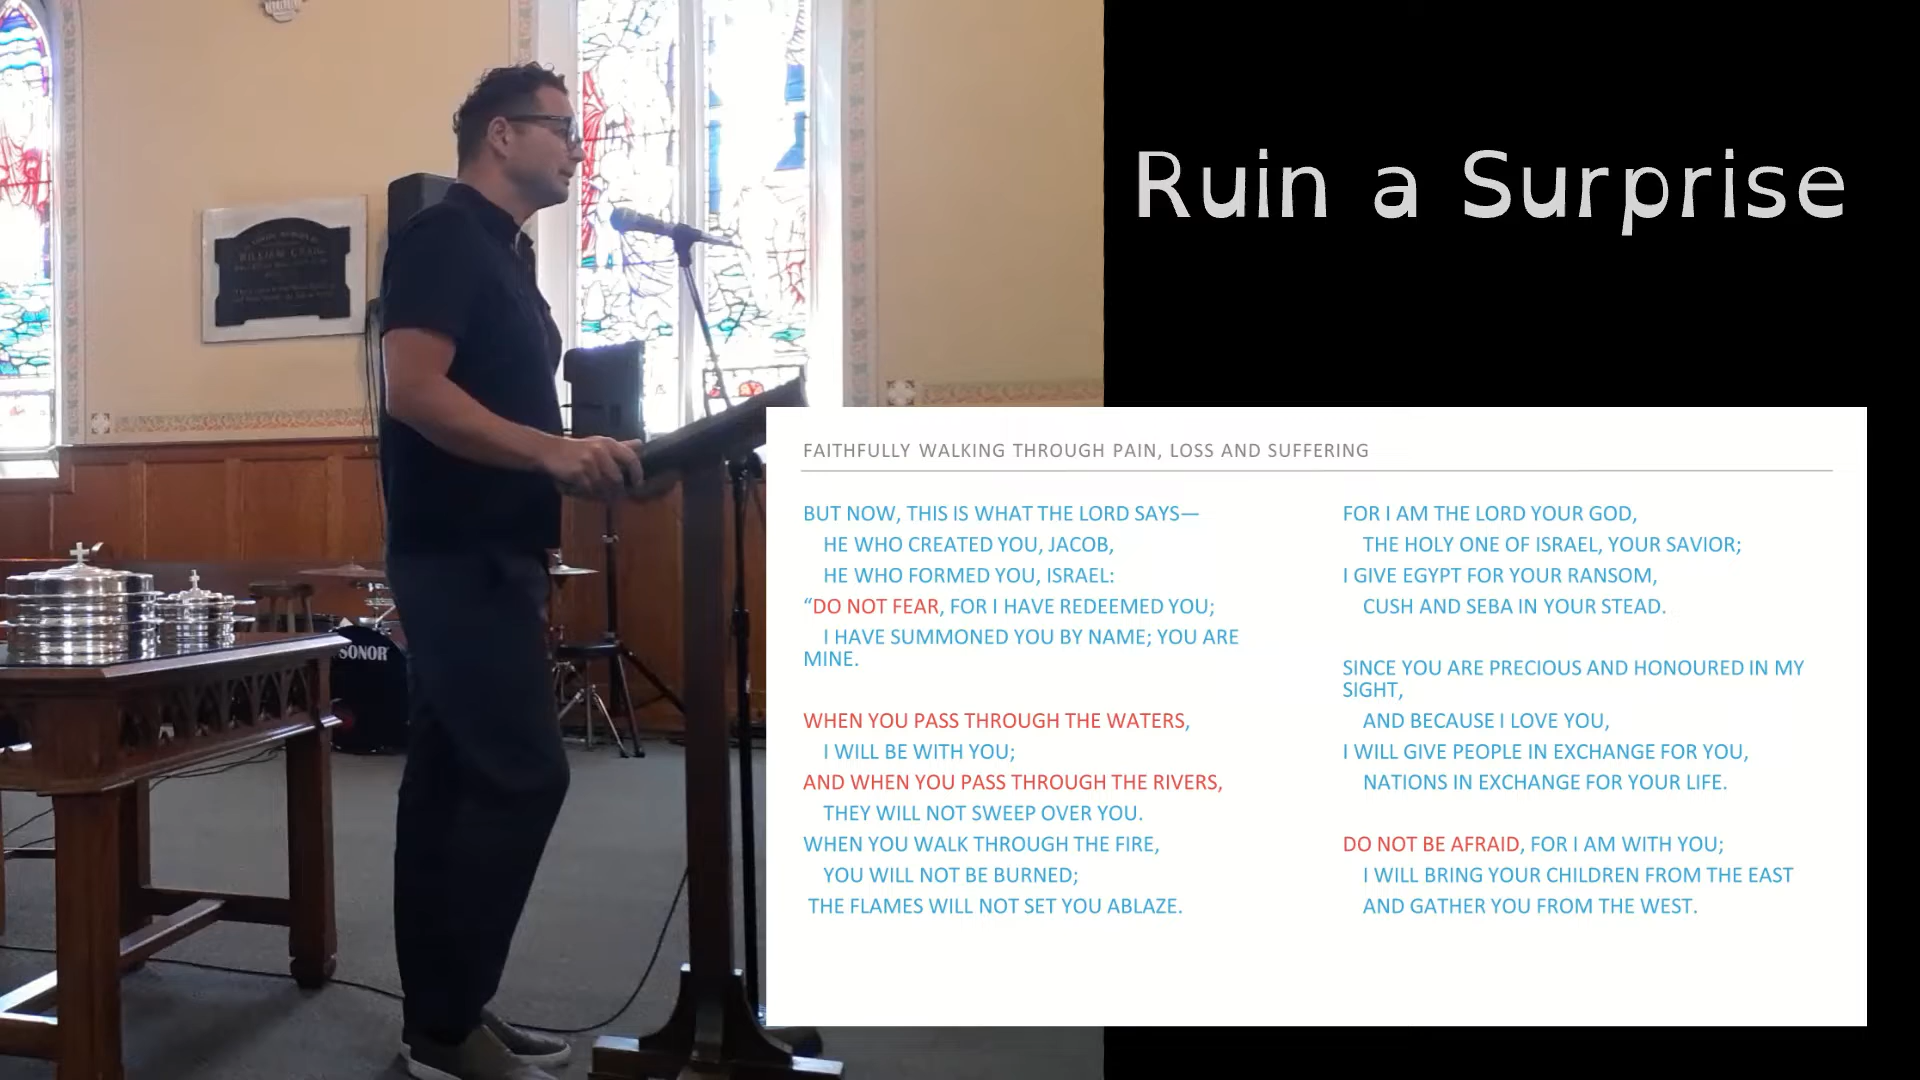 Ruin a Surprise
WILLIAM CRAIG
SONOR
FAITHFULLY WALKING THROUGH PAIN, LOSS AND SUFFERING
BUT NOW, THIS IS WHAT THE LORD SAYS—
HE WHO CREATED YOU, JACOB,
HE WHO FORMED YOU, ISRAEL:
“DO NOT FEAR, FOR I HAVE REDEEMED YOU;
I HAVE SUMMONED YOU BY NAME; YOU ARE
MINE.
WHEN YOU PASS THROUGH THE WATERS,
I WILL BE WITH YOU;
AND WHEN YOU PASS THROUGH THE RIVERS,
THEY WILL NOT SWEEP OVER YOU.
WHEN YOU WALK THROUGH THE FIRE,
YOU WILL NOT BE BURNED;
THE FLAMES WILL NOT SET YOU ABLAZE.
FOR I AM THE LORD YOUR GOD,
THE HOLY ONE OF ISRAEL, YOUR SAVIOR;
I GIVE EGYPT FOR YOUR RANSOM,
CUSH AND SEBA IN YOUR STEAD.
SINCE YOU ARE PRECIOUS AND HONOURED IN MY
SIGHT,
AND BECAUSE I LOVE YOU,
I WILL GIVE PEOPLE IN EXCHANGE FOR YOU,
NATIONS IN EXCHANGE FOR YOUR LIFE.
DO NOT BE AFRAID, FOR I AM WITH YOU;
I WILL BRING YOUR CHILDREN FROM THE EAST
AND GATHER YOU FROM THE WEST.